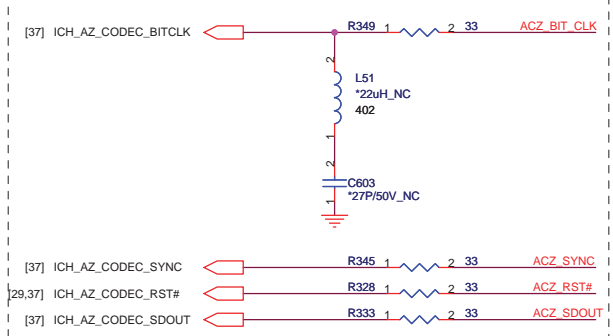 [37] ICH_AZ_CODEC_BITCLK R349 1 2 33 ACZ_BIT_CLK
2
L51
*22uH_NC
402
1
2
C603
*27P/50V_NC
1
[37] ICH_AZ_CODEC_SYNC R345 1 2 33 ACZ_SYNC
[29,37] ICH_AZ_CODEC_RST# R328 1 2 33 ACZ_RST#
[37] ICH_AZ_CODEC_SDOUT R333 1 2 33 ACZ_SDOUT